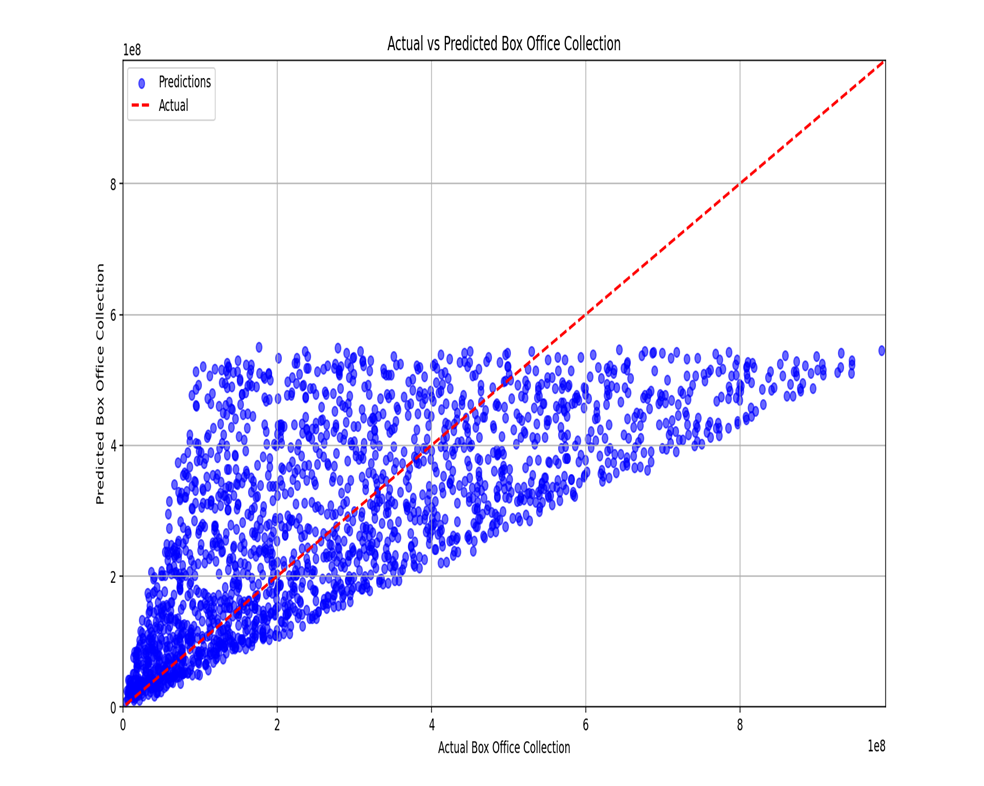 Actual vs Predicted Box Office Collection
1e8
Predictions
Actual
8
6
4
2
0
Predicted Box Office Collection
0 2 4 6 8
Actual Box Office Collection
1e8